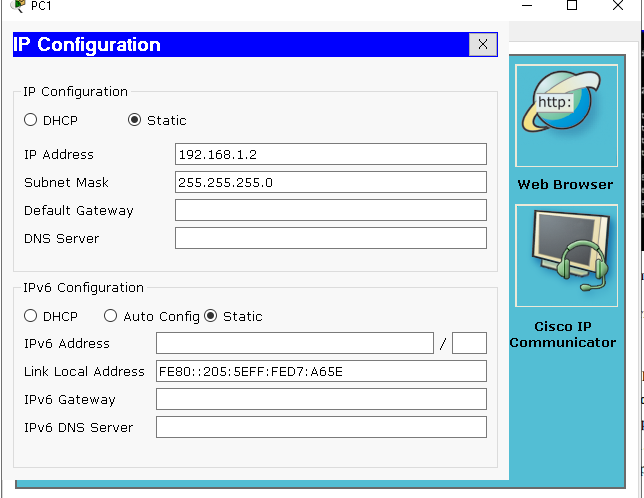 PC1
IP Configuration X
IP Configuration
DHCP Static
IP Address 192.168.1.2
Subnet Mask 255.255.255.0
Default Gateway
DNS Server
IPv6 Configuration
DHCP Auto Config Static
IPv6 Address /
Link Local Address FE80::205:5EFF:FED7:A65E
IPv6 Gateway
IPv6 DNS Server
http:
Web Browser
Cisco IP
Communicator